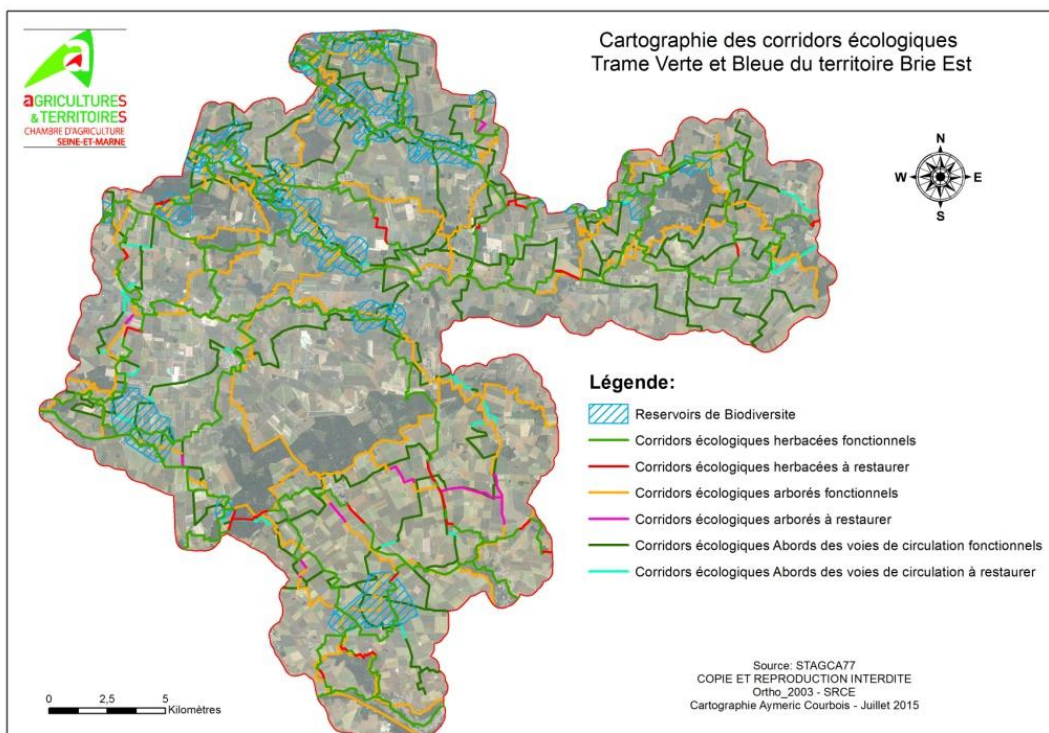 AGRICULTURES
& TERRITOIRES
CHAMBRE D'AGRICULTURE
SEINE-ET-MARNE
Cartographie des corridors écologiques
Trame Verte et Bleue du territoire Brie Est
N
W E
S
Légende:
Reservoirs de Biodiversite
Corridors écologiques herbacées fonctionnels
Corridors écologiques herbacées à restaurer
Corridors écologiques arborés fonctionnels
Corridors écologiques arborés à restaurer
Corridors écologiques Abords des voies de circulation fonctionnels
Corridors écologiques Abords des voies de circulation à restaurer
Source: STAGCA77
COPIE ET REPRODUCTION INTERDITE
Ortho_2003 - SRCE
Cartographie Aymeric Courbois - Juillet 2015
0 2,5 5
Kilomètres